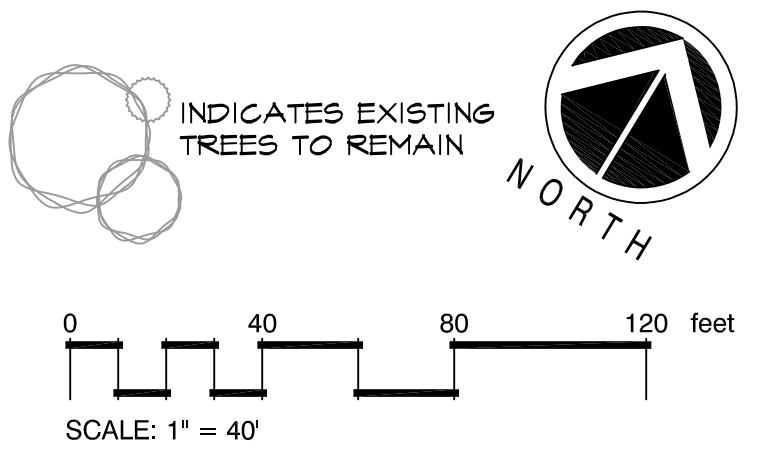 INDICATES EXISTING
TREES TO REMAIN
NORTH
0 40 80 120 feet
SCALE: 1" = 40'